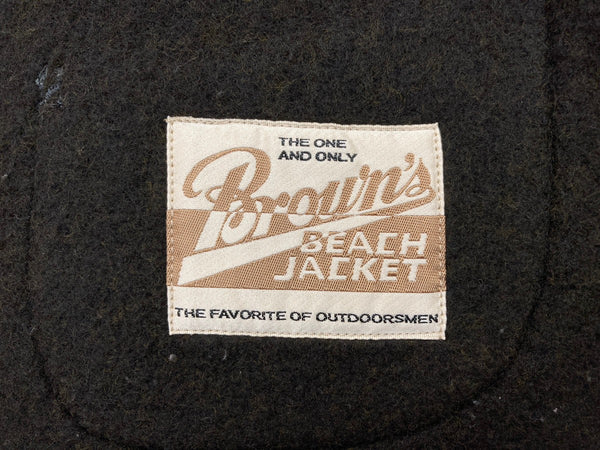 THE ONE
AND ONLY
Brown's
BEACH
JACKET
THE FAVORITE OF OUTDOORSMEN